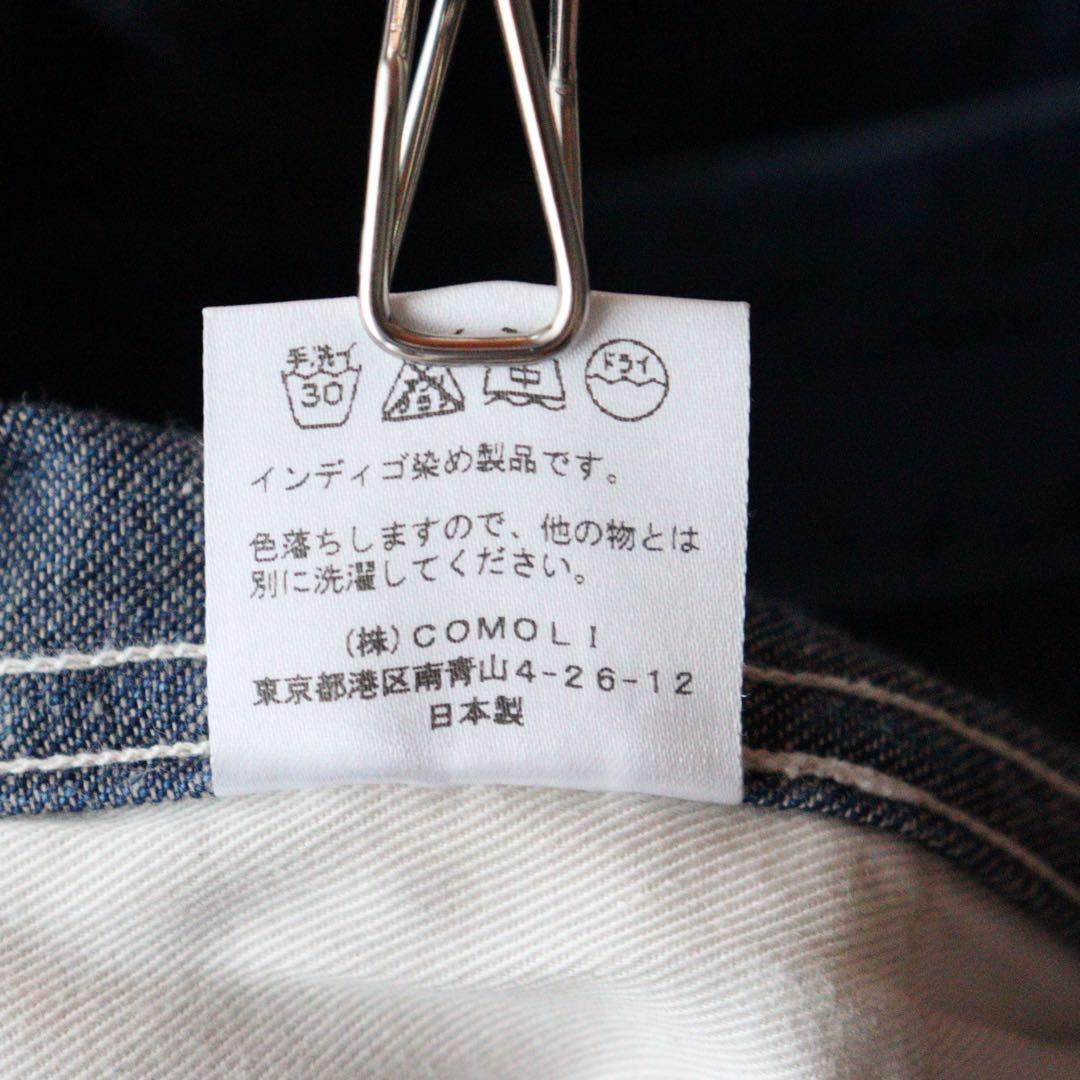 手洗イ ドライ
30 中
インディゴ染め製品です。
色落ちしますので、他の物とは
別に洗濯してください。
(株)COMOLI
東京都港区南青山4-26-12
日本製